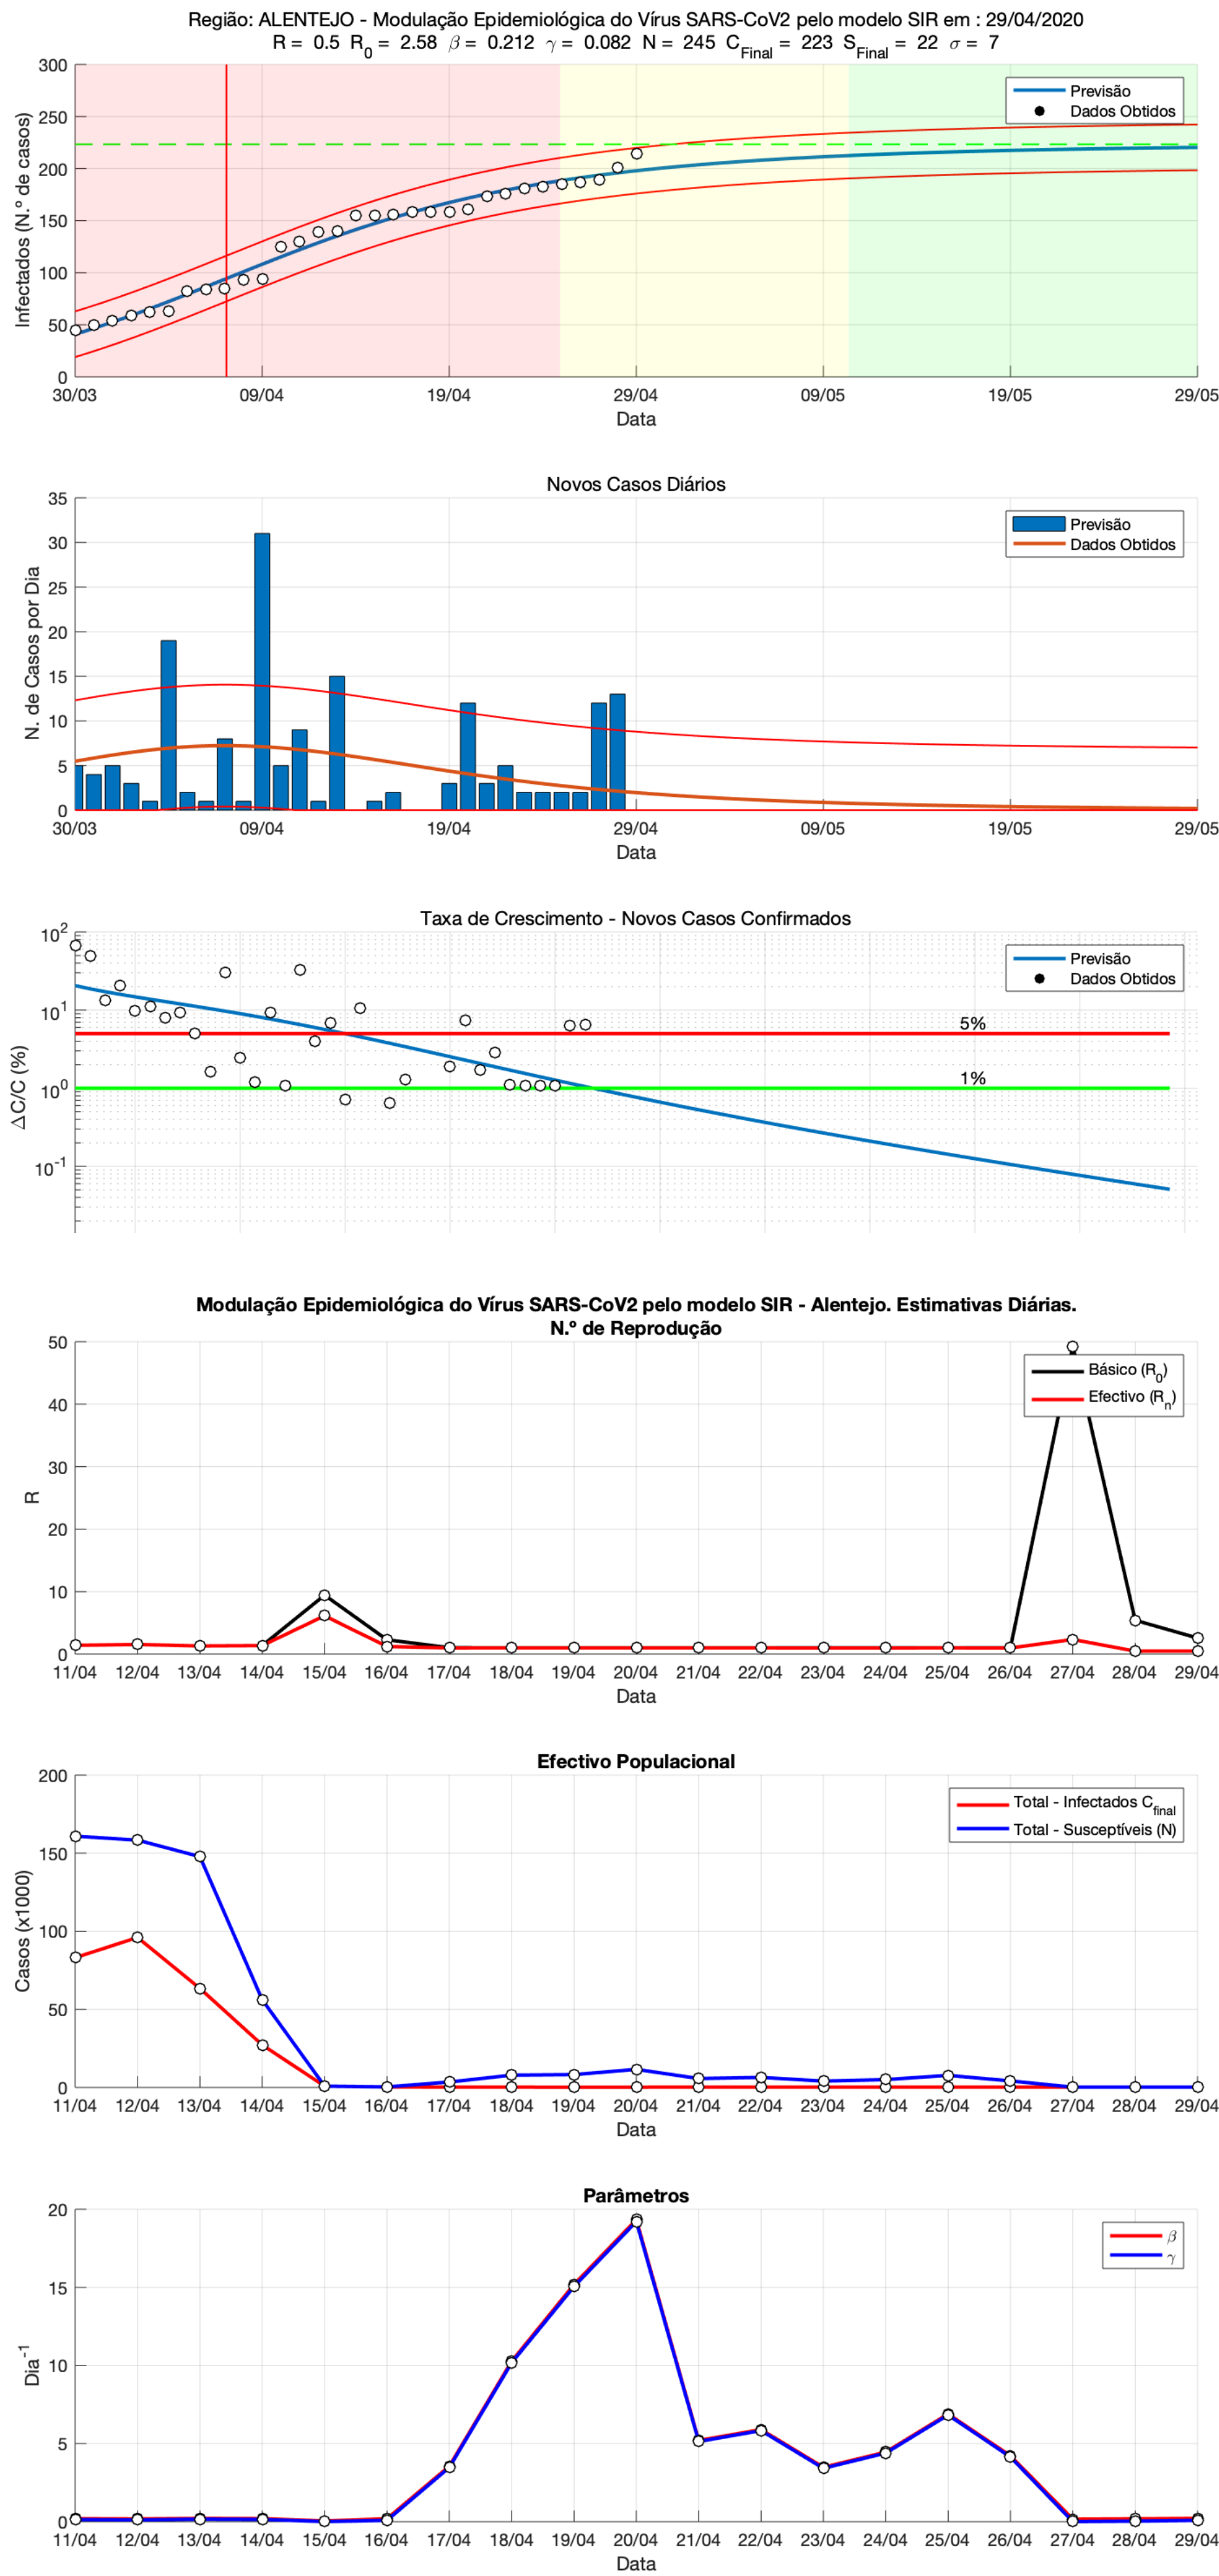 Região: ALENTEJO - Modulação Epidemiológica do Vírus SARS-CoV2 pelo modelo SIR em : 29/04/2020
R = 0.5 R0 = 2.58 β = 0.212 γ = 0.082 N = 245 CFinal = 223 SFinal = 22 σ = 7
300
250
200
150
100
50
0
Infectados (N.º de casos)
Previsão
Dados Obtidos
30/03 09/04 19/04 29/04 09/05 19/05 29/05
Data
Novos Casos Diários
35
30
25
20
15
10
5
0
N. de Casos por Dia
Previsão
Dados Obtidos
30/03 09/04 19/04 29/04 09/05 19/05 29/05
Data
Taxa de Crescimento - Novos Casos Confirmados
10^2
10^1
10^0
10^-1
ΔC/C (%)
Previsão
Dados Obtidos
5%
1%
Modulação Epidemiológica do Vírus SARS-CoV2 pelo modelo SIR - Alentejo. Estimativas Diárias.
N.º de Reprodução
50
40
30
20
10
0
R
Básico (R0)
Efectivo (Rn)
11/04 12/04 13/04 14/04 15/04 16/04 17/04 18/04 19/04 20/04 21/04 22/04 23/04 24/04 25/04 26/04 27/04 28/04 29/04
Data
Efectivo Populacional
200
150
100
50
0
Casos (x1000)
Total - Infectados Cfinal
Total - Susceptíveis (N)
11/04 12/04 13/04 14/04 15/04 16/04 17/04 18/04 19/04 20/04 21/04 22/04 23/04 24/04 25/04 26/04 27/04 28/04 29/04
Data
Parâmetros
20
15
10
5
0
Dia^-1
β
γ
11/04 12/04 13/04 14/04 15/04 16/04 17/04 18/04 19/04 20/04 21/04 22/04 23/04 24/04 25/04 26/04 27/04 28/04 29/04
Data